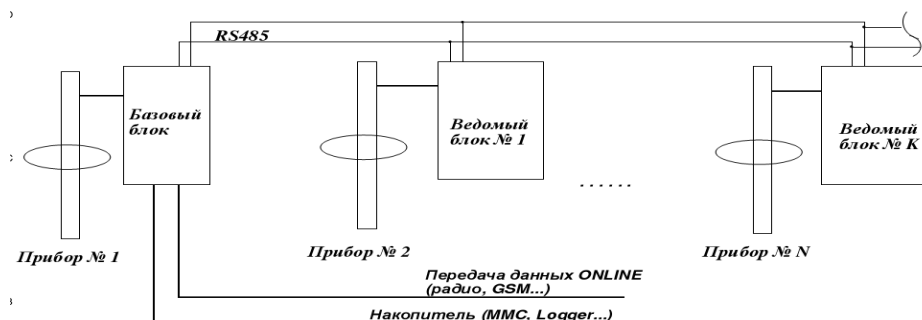 RS485
Базовый
блок
Ведомый
блок № 1
Ведомый
блок № K
......
Прибор № 1
Прибор № 2
Прибор № N
Передача данных ONLINE
(радио, GSM...)
Накопитель (MMC, Logger...)